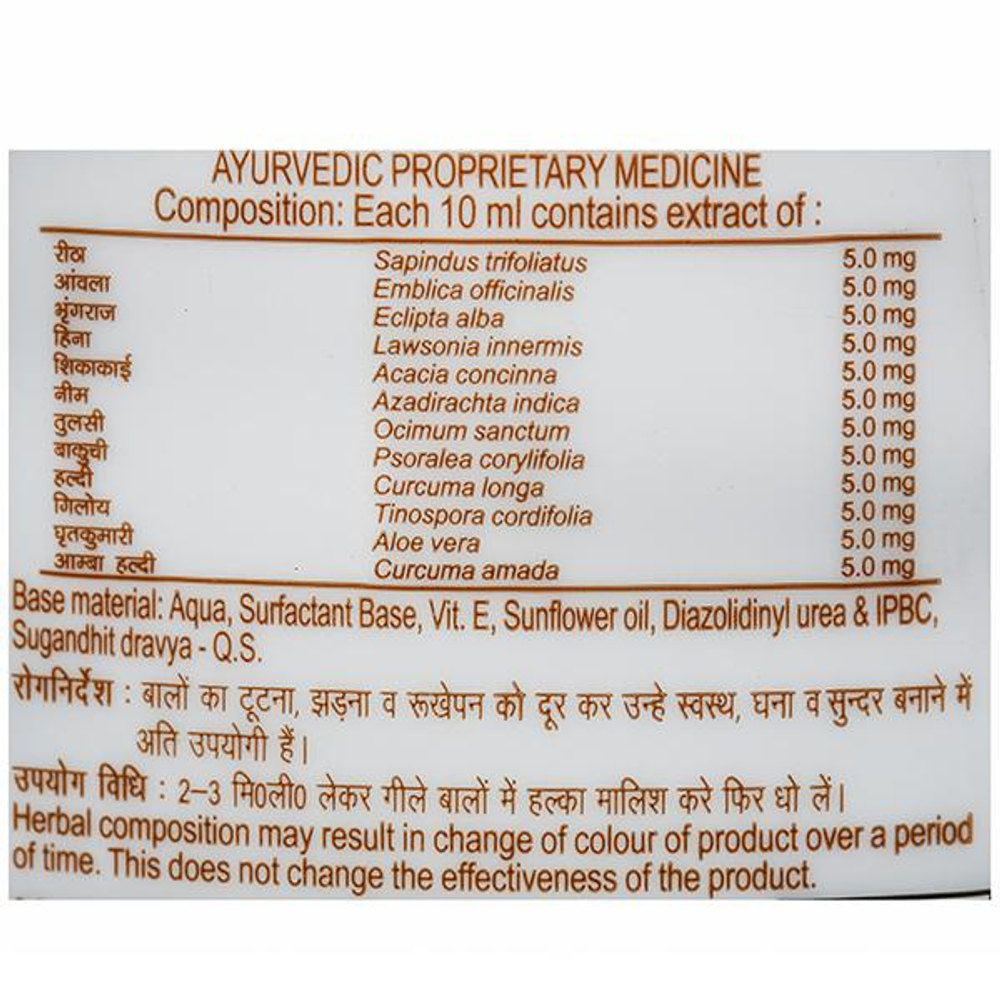 AYURVEDIC PROPRIETARY MEDICINE
Composition: Each 10 ml contains extract of :
रीठा Sapindus trifoliatus 5.0 mg
आंवला Emblica officinalis 5.0 mg
भृंगराज Eclipta alba 5.0 mg
हिना Lawsonia innermis 5.0 mg
शिकाकाई Acacia concinna 5.0 mg
नीम Azadirachta indica 5.0 mg
तुलसी Ocimum sanctum 5.0 mg
बाकुची Psoralea corylifolia 5.0 mg
हल्दी Curcuma longa 5.0 mg
गिलोय Tinospora cordifolia 5.0 mg
घृतकुमारी Aloe vera 5.0 mg
आम्बा हल्दी Curcuma amada 5.0 mg
Base material: Aqua, Surfactant Base, Vit. E, Sunflower oil, Diazolidinyl urea & IPBC,
Sugandhit dravya - Q.S.
रोगनिर्देश : बालों का टूटना, झड़ना व रूखेपन को दूर कर उन्हे स्वस्थ, घना व सुन्दर बनाने में
अति उपयोगी हैं।
उपयोग विधि : 2–3 मि०ली० लेकर गीले बालों में हल्का मालिश करे फिर धो लें।
Herbal composition may result in change of colour of product over a period
of time. This does not change the effectiveness of the product.